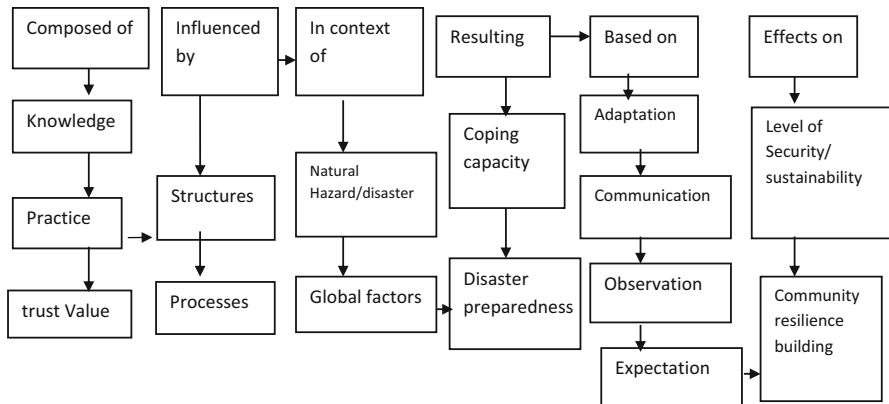 Composed of
Knowledge
Practice
trust Value
Influenced
by
Structures
Processes
In context
of
Natural
Hazard/disaster
Global factors
Resulting
Coping
capacity
Disaster
preparedness
Based on
Adaptation
Communication
Observation
Expectation
Effects on
Level of
Security/
sustainability
Community
resilience
building